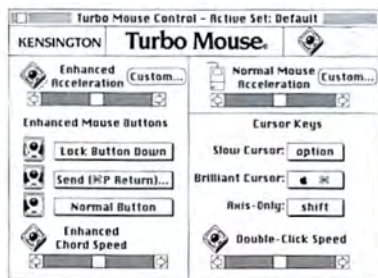 Turbo Mouse Control - Active Set: Default
KENSINGTON Turbo Mouse®
Enhanced Acceleration Custom...
Normal Mouse Acceleration Custom...
Enhanced Mouse Buttons
Lock Button Down
Send (⌘P Return)...
Normal Button
Enhanced Chord Speed
Cursor Keys
Slow Cursor: option
Brilliant Cursor:  ⌘
Axis-Only: shift
Double-Click Speed